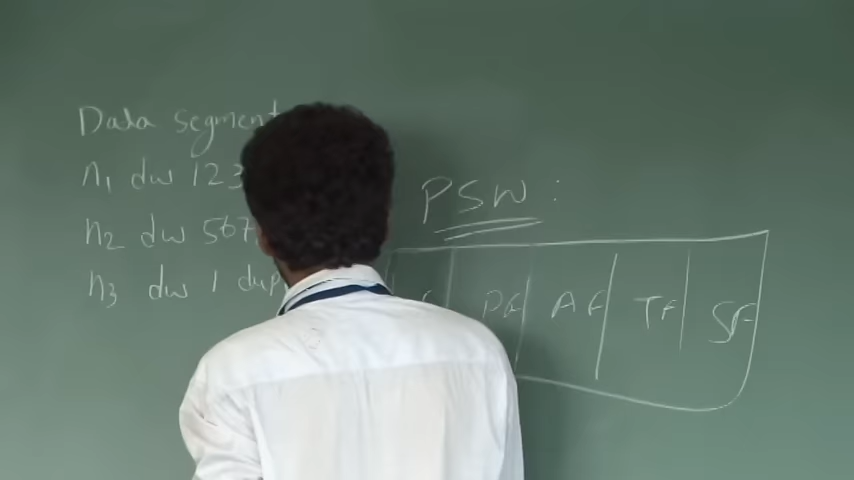 Data segment
n1 dw 123
n2 dw 567
n3 dw 1 dup
PSW :
PF AF TF SF